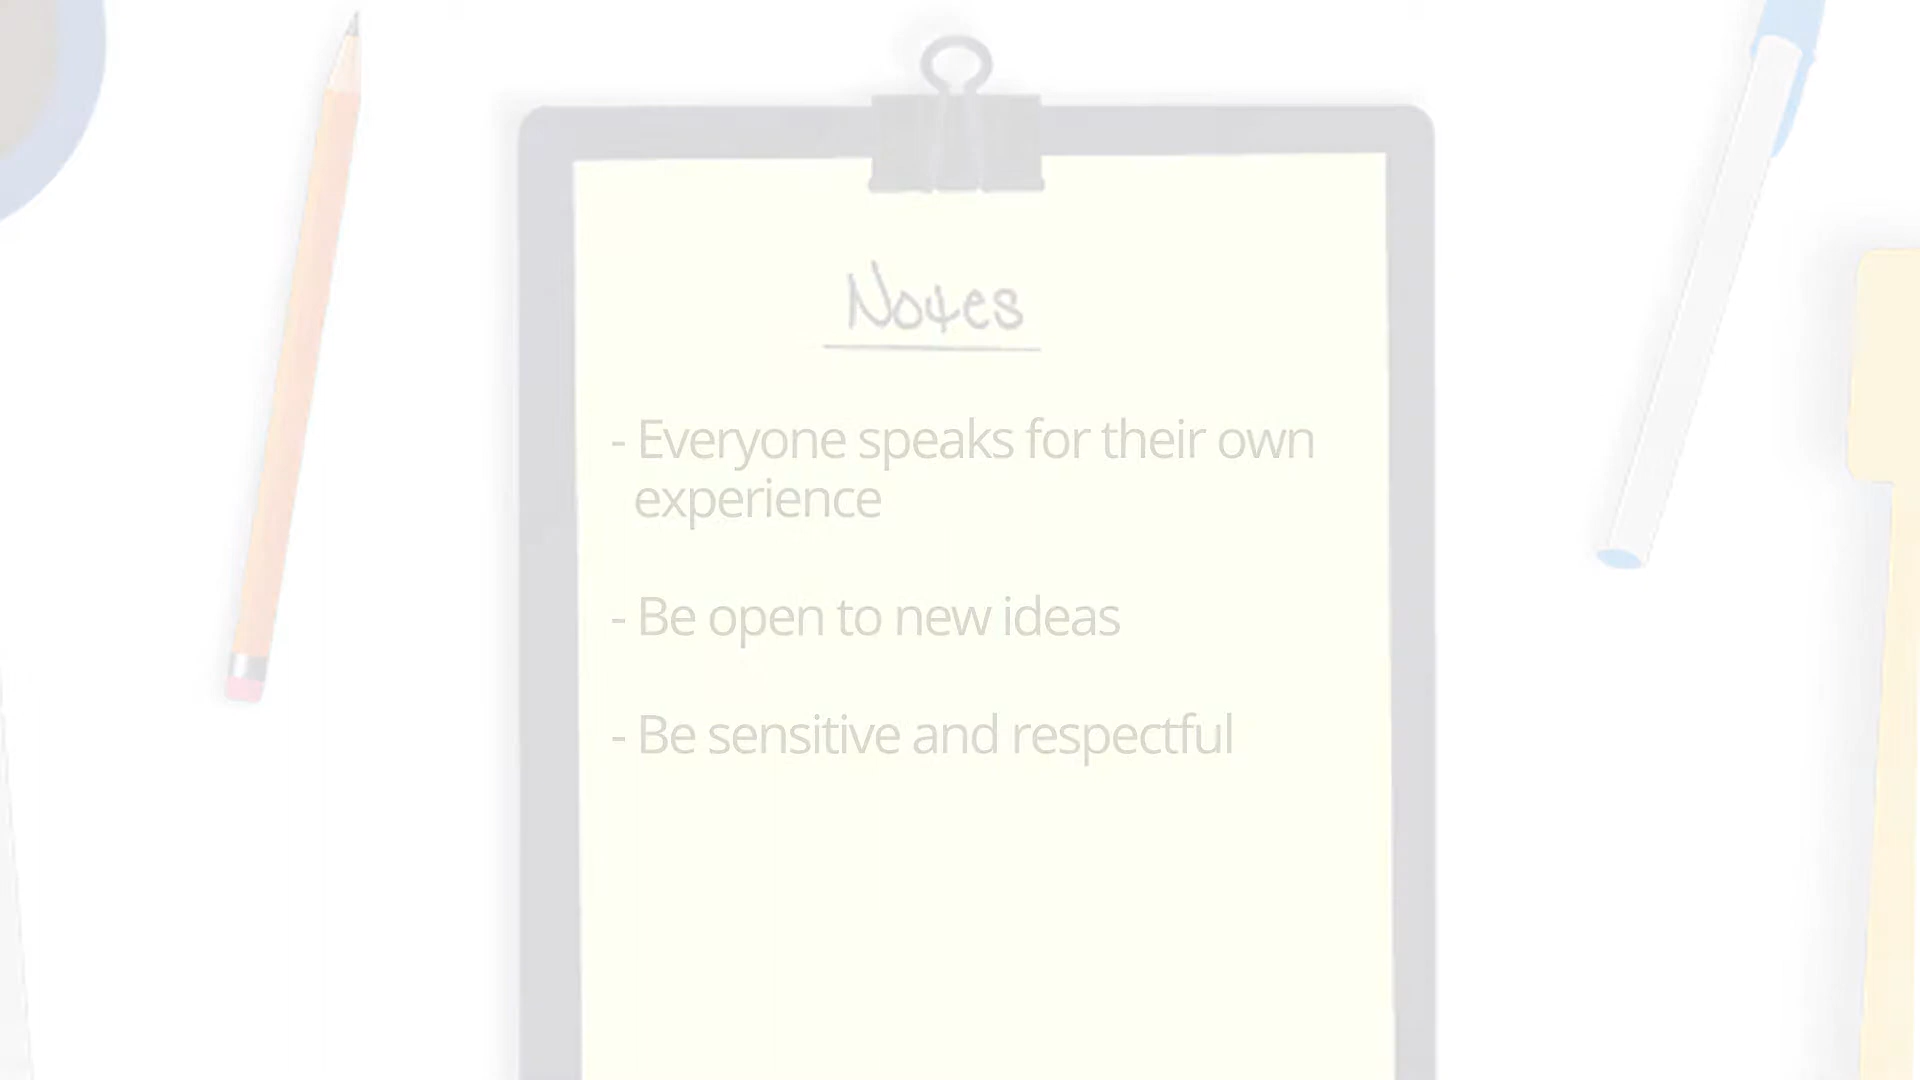 Notes
- Everyone speaks for their own
experience
- Be open to new ideas
- Be sensitive and respectful